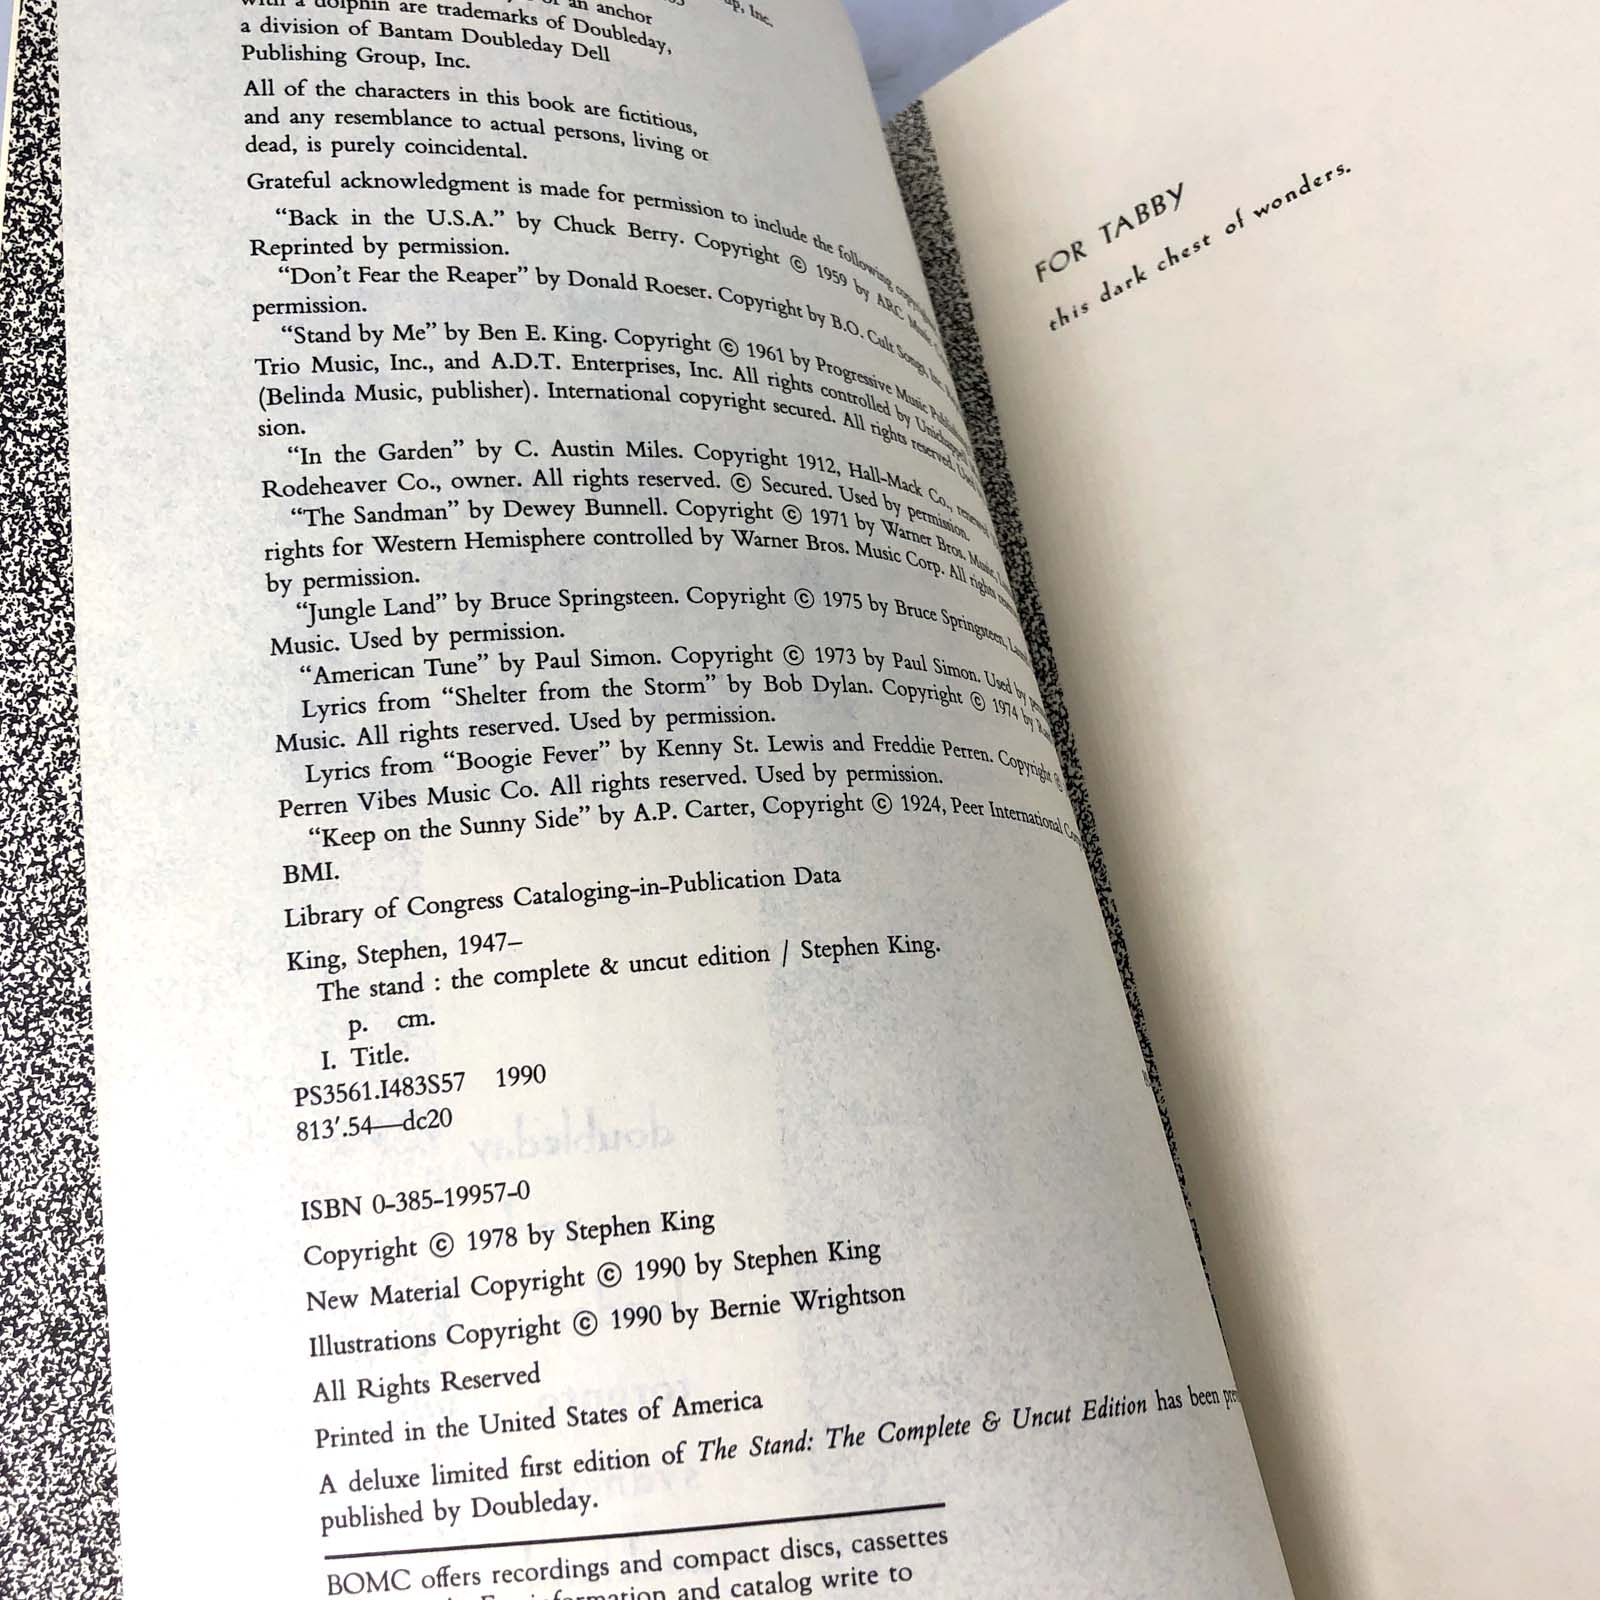 an anchor
with a dolphin are trademarks of Doubleday,
a division of Bantam Doubleday Dell
Publishing Group, Inc.
All of the characters in this book are fictitious,
and any resemblance to actual persons, living or
dead, is purely coincidental.
Grateful acknowledgment is made for permission to include the following
“Back in the U.S.A.” by Chuck Berry. Copyright © 1959 by ARC Music
Reprinted by permission.
“Don’t Fear the Reaper” by Donald Roeser. Copyright by B.O. Cult Songs, Inc.
permission.
“Stand by Me” by Ben E. King. Copyright © 1961 by Progressive Music
Trio Music, Inc., and A.D.T. Enterprises, Inc. All rights controlled by Unichappell
(Belinda Music, publisher). International copyright secured. All rights reserved. Used
sion.
“In the Garden” by C. Austin Miles. Copyright 1912, Hall-Mack Co., renewed
Rodeheaver Co., owner. All rights reserved. © Secured. Used by permission.
“The Sandman” by Dewey Bunnell. Copyright © 1971 by Warner Bros. Music,
rights for Western Hemisphere controlled by Warner Bros. Music Corp. All rights
by permission.
“Jungle Land” by Bruce Springsteen. Copyright © 1975 by Bruce Springsteen,
Music. Used by permission.
“American Tune” by Paul Simon. Copyright © 1973 by Paul Simon. Used by
Lyrics from “Shelter from the Storm” by Bob Dylan. Copyright © 1974 by
Music. All rights reserved. Used by permission.
Lyrics from “Boogie Fever” by Kenny St. Lewis and Freddie Perren. Copyright ©
Perren Vibes Music Co. All rights reserved. Used by permission.
“Keep on the Sunny Side” by A.P. Carter, Copyright © 1924, Peer International
BMI.
Library of Congress Cataloging-in-Publication Data
King, Stephen, 1947–
The stand : the complete & uncut edition / Stephen King.
p. cm.
I. Title.
PS3561.I483S57 1990
813′.54—dc20
ISBN 0-385-19957-0
Copyright © 1978 by Stephen King
New Material Copyright © 1990 by Stephen King
Illustrations Copyright © 1990 by Bernie Wrightson
All Rights Reserved
Printed in the United States of America
A deluxe limited first edition of The Stand: The Complete & Uncut Edition has been
published by Doubleday.
BOMC offers recordings and compact discs, cassettes
and catalog write to
FOR TABBY
this dark chest of wonders.